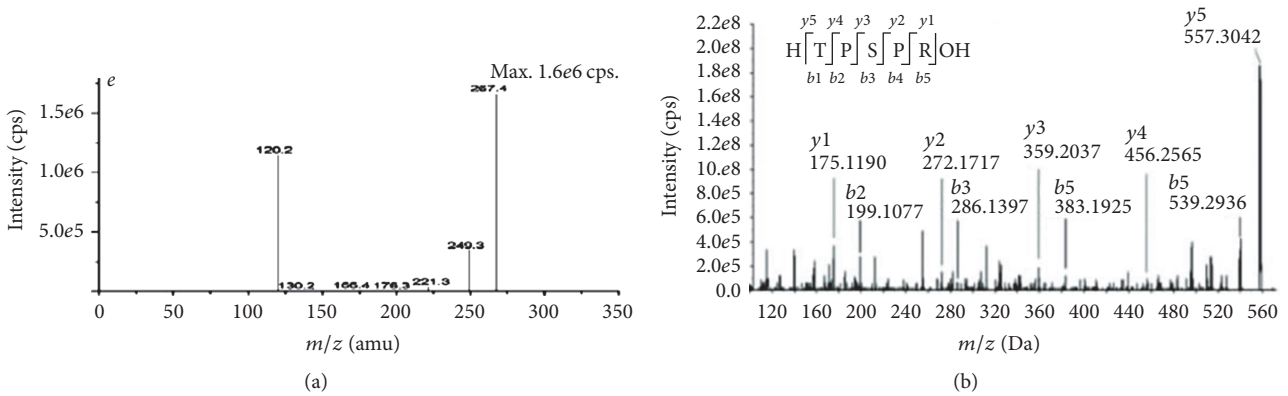 e
Max. 1.6e6 cps.
267.4
1.5e6
120.2
1.0e6
5.0e5
249.3
130.2
166.4
176.3
221.3
0
50
100
150
200
250
300
350
Intensity (cps)
m/z (amu)
(a)
y5 y4 y3 y2 y1
H T P S P R OH
b1 b2 b3 b4 b5
2.2e8
2.0e8
1.8e8
1.6e8
1.4e8
1.2e8
1.0e8
8.0e5
6.0e5
4.0e5
2.0e5
0.0
y5
557.3042
y1
175.1190
y2
272.1717
y3
359.2037
y4
456.2565
b2
199.1077
b3
286.1397
b5
383.1925
b5
539.2936
120 160 200 240 280 320 360 400 440 480 520 560
Intensity (cps)
m/z (Da)
(b)